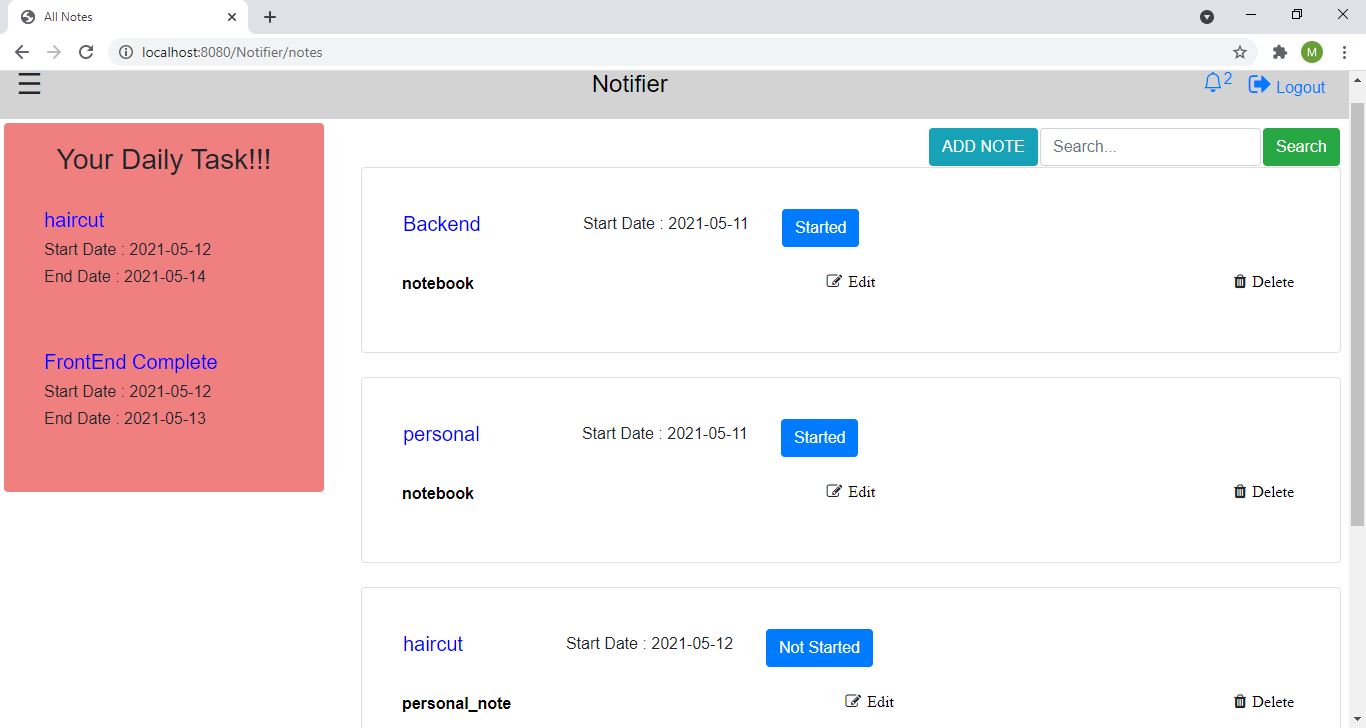 All Notes
localhost:8080/Notifier/notes
M
Notifier
2
Logout
Your Daily Task!!!
haircut
Start Date : 2021-05-12
End Date : 2021-05-14
FrontEnd Complete
Start Date : 2021-05-12
End Date : 2021-05-13
ADD NOTE Search... Search
Backend Start Date : 2021-05-11 Started
notebook Edit Delete
personal Start Date : 2021-05-11 Started
notebook Edit Delete
haircut Start Date : 2021-05-12 Not Started
personal_note Edit Delete